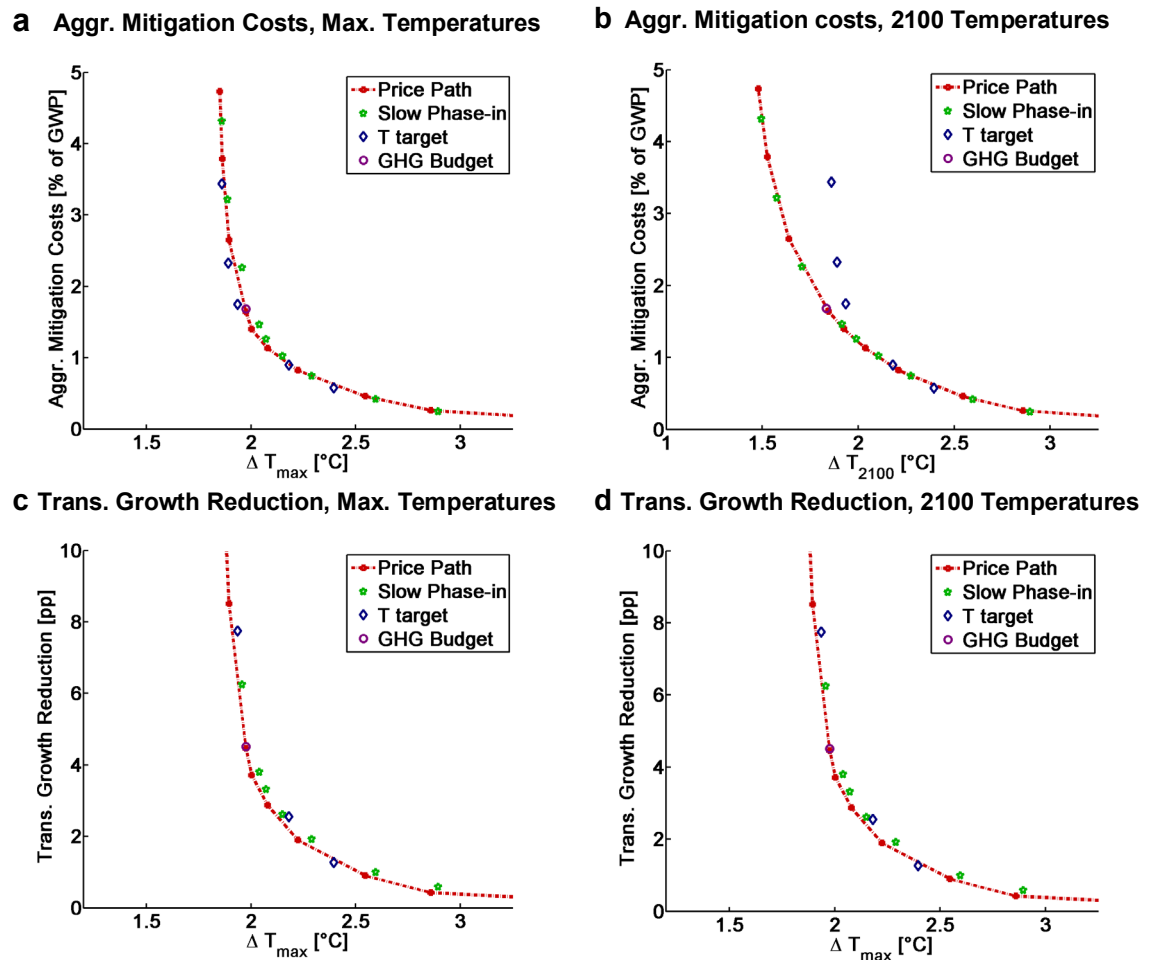 a Aggr. Mitigation Costs, Max. Temperatures
5
4
3
2
1
0
Aggr. Mitigation Costs [% of GWP]
Price Path
Slow Phase-in
T target
GHG Budget
1.5 2 2.5 3
Δ Tmax [°C]
b Aggr. Mitigation costs, 2100 Temperatures
5
4
3
2
1
0
Aggr. Mitigation Costs [% of GWP]
Price Path
Slow Phase-in
T target
GHG Budget
1 1.5 2 2.5 3
Δ T2100 [°C]
c Trans. Growth Reduction, Max. Temperatures
10
8
6
4
2
0
Trans. Growth Reduction [pp]
Price Path
Slow Phase-in
T target
GHG Budget
1.5 2 2.5 3
Δ Tmax [°C]
d Trans. Growth Reduction, 2100 Temperatures
10
8
6
4
2
0
Trans. Growth Reduction [pp]
Price Path
Slow Phase-in
T target
GHG Budget
1.5 2 2.5 3
Δ Tmax [°C]